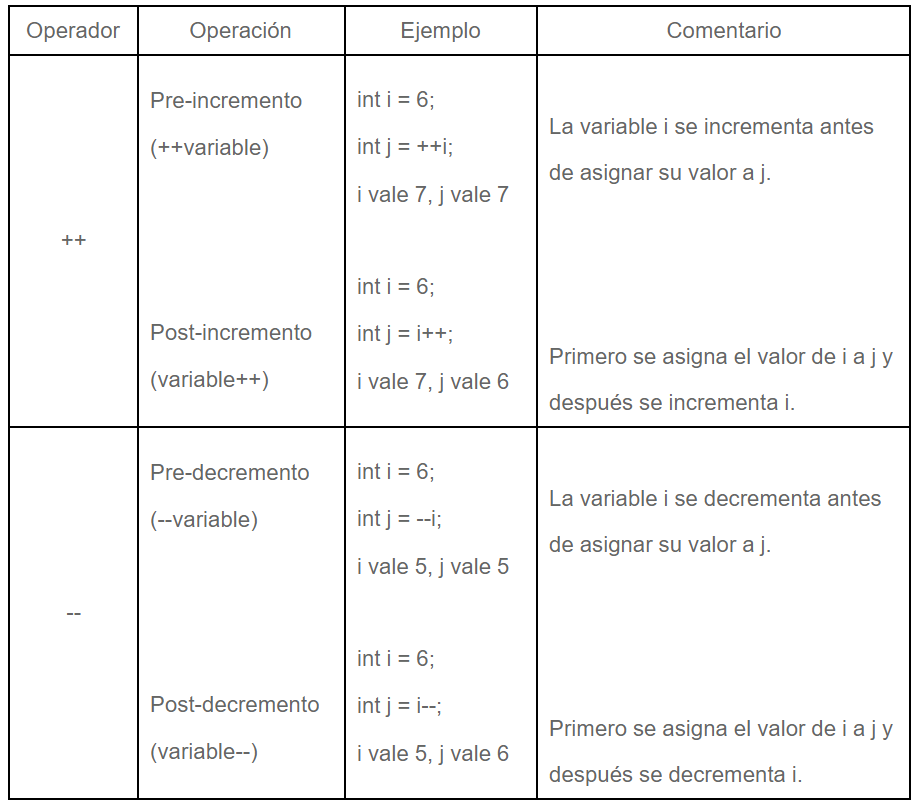 Operador Operación Ejemplo Comentario
++
Pre-incremento
(++variable)
int i = 6;
int j = ++i;
i vale 7, j vale 7
La variable i se incrementa antes
de asignar su valor a j.
Post-incremento
(variable++)
int i = 6;
int j = i++;
i vale 7, j vale 6
Primero se asigna el valor de i a j y
después se incrementa i.
--
Pre-decremento
(--variable)
int i = 6;
int j = --i;
i vale 5, j vale 5
La variable i se decrementa antes
de asignar su valor a j.
Post-decremento
(variable--)
int i = 6;
int j = i--;
i vale 5, j vale 6
Primero se asigna el valor de i a j y
después se decrementa i.